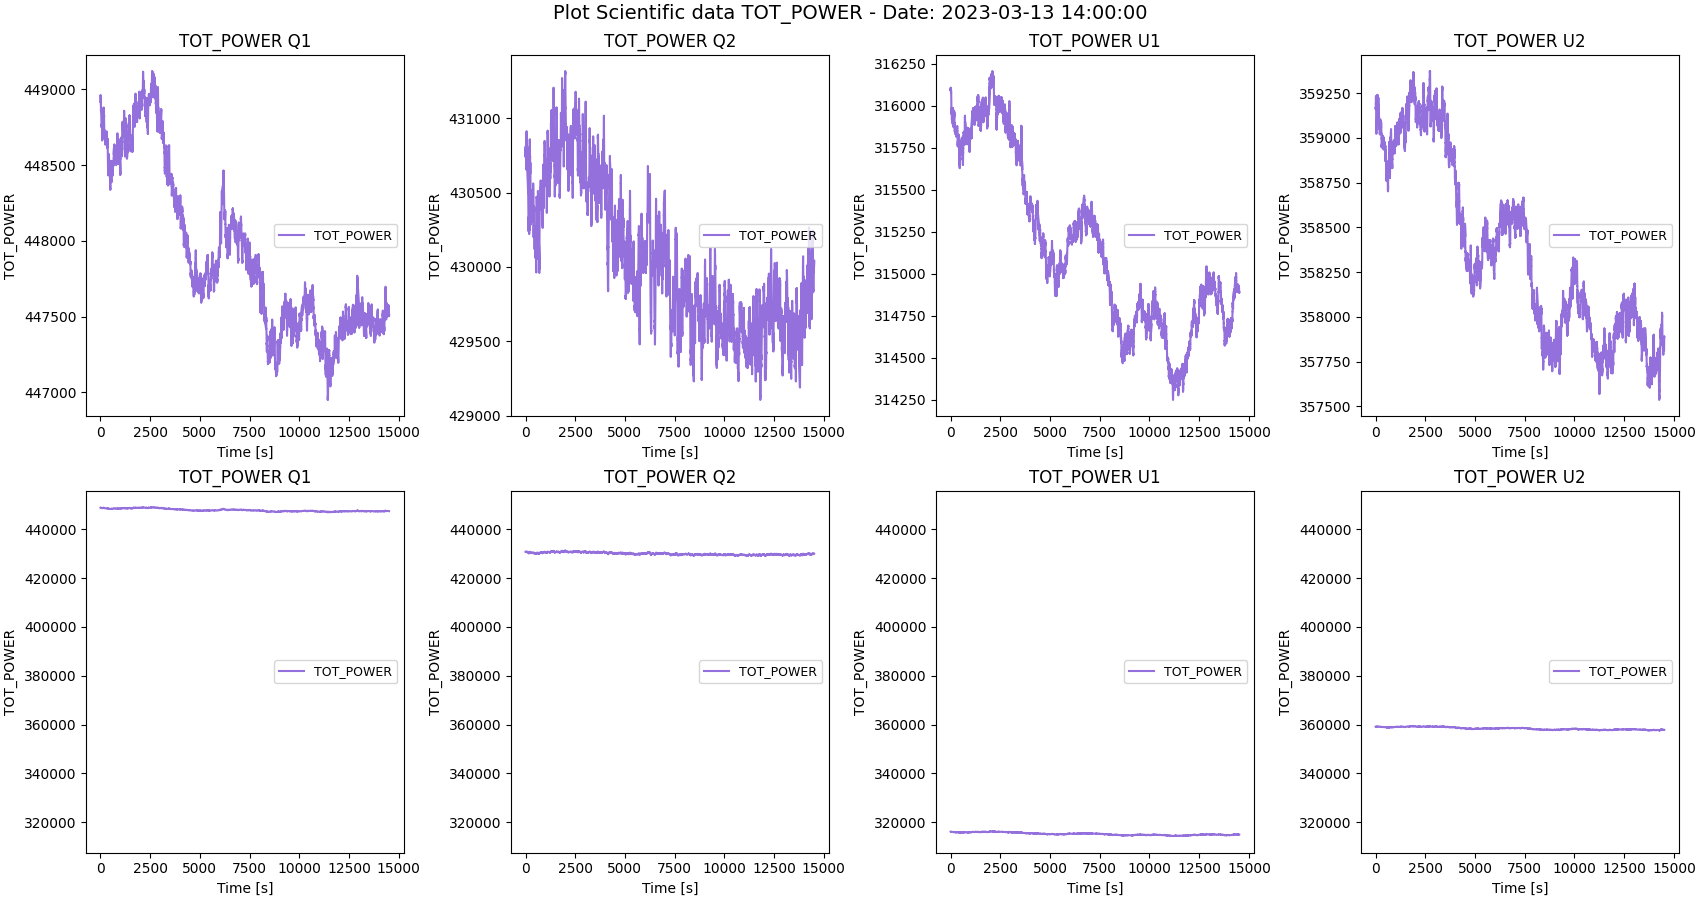 Plot Scientific data TOT_POWER - Date: 2023-03-13 14:00:00
TOT_POWER Q1
TOT_POWER
449000
448500
448000
447500
447000
TOT_POWER
0 2500 5000 7500 10000 12500 15000
Time [s]
TOT_POWER Q2
TOT_POWER
431000
430500
430000
429500
429000
TOT_POWER
0 2500 5000 7500 10000 12500 15000
Time [s]
TOT_POWER U1
TOT_POWER
316250
316000
315750
315500
315250
315000
314750
314500
314250
TOT_POWER
0 2500 5000 7500 10000 12500 15000
Time [s]
TOT_POWER U2
TOT_POWER
359250
359000
358750
358500
358250
358000
357750
357500
TOT_POWER
0 2500 5000 7500 10000 12500 15000
Time [s]
TOT_POWER Q1
TOT_POWER
440000
420000
400000
380000
360000
340000
320000
TOT_POWER
0 2500 5000 7500 10000 12500 15000
Time [s]
TOT_POWER Q2
TOT_POWER
440000
420000
400000
380000
360000
340000
320000
TOT_POWER
0 2500 5000 7500 10000 12500 15000
Time [s]
TOT_POWER U1
TOT_POWER
440000
420000
400000
380000
360000
340000
320000
TOT_POWER
0 2500 5000 7500 10000 12500 15000
Time [s]
TOT_POWER U2
TOT_POWER
440000
420000
400000
380000
360000
340000
320000
TOT_POWER
0 2500 5000 7500 10000 12500 15000
Time [s]